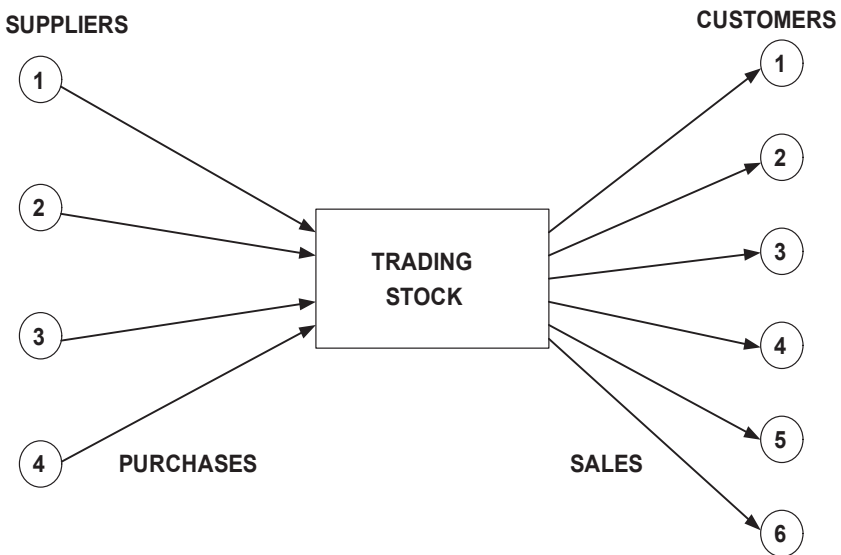 SUPPLIERS
CUSTOMERS
1
2
3
4
TRADING
STOCK
1
2
3
4
5
6
PURCHASES
SALES